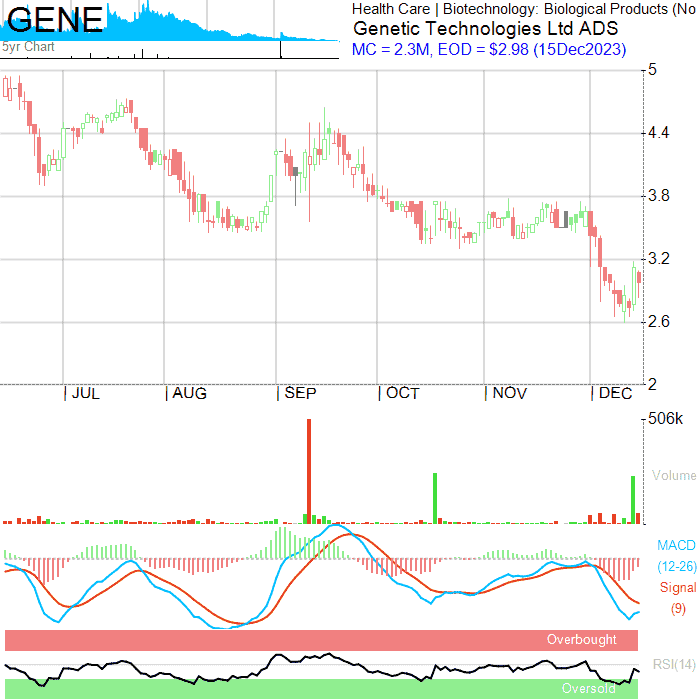 GENE
5yr Chart
Health Care | Biotechnology: Biological Products (No
Genetic Technologies Ltd ADS
MC = 2.3M, EOD = $2.98 (15Dec2023)
5
4.4
3.8
3.2
2.6
2
JUL
AUG
SEP
OCT
NOV
DEC
506k
Volume
MACD
(12-26)
Signal
(9)
Overbought
RSI(14)
Oversold